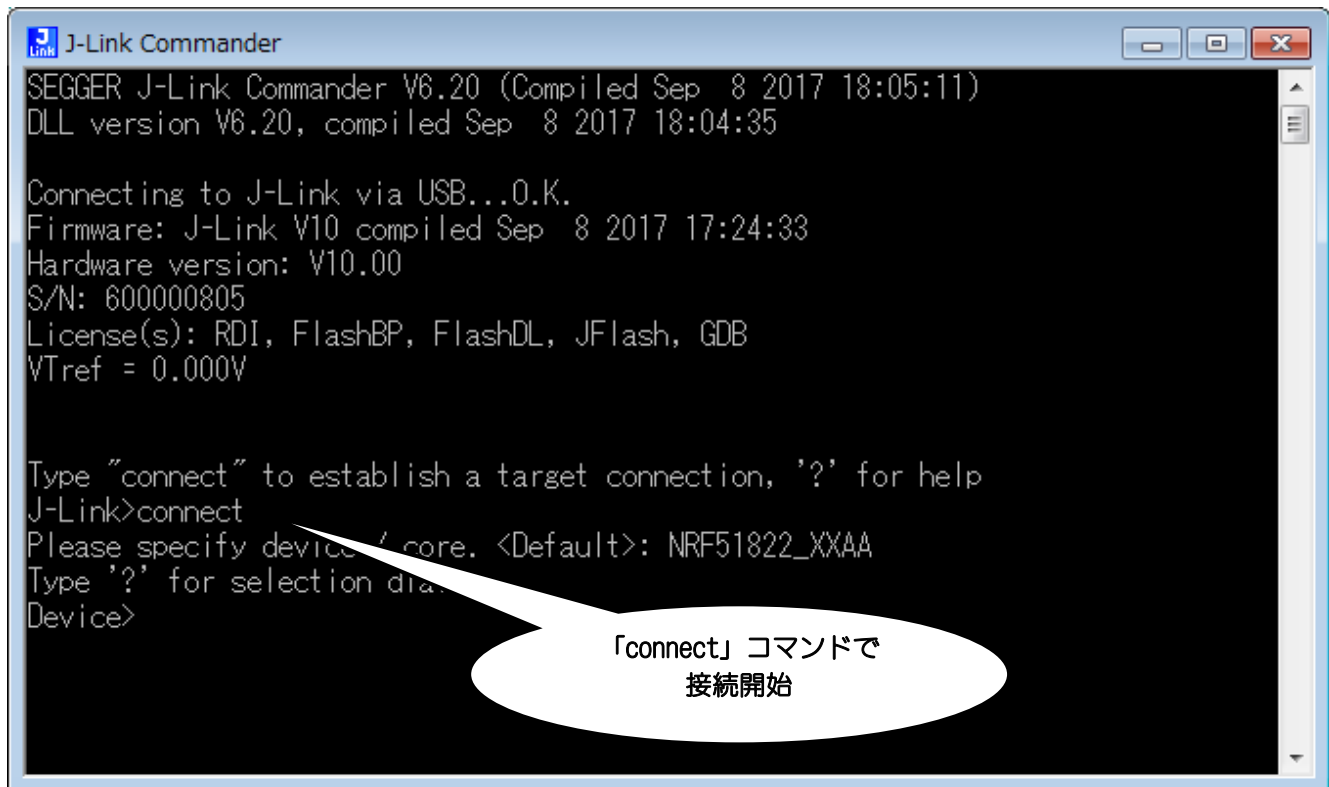 J-Link Commander
SEGGER J-Link Commander V6.20 (Compiled Sep  8 2017 18:05:11)
DLL version V6.20, compiled Sep  8 2017 18:04:35
Connecting to J-Link via USB...O.K.
Firmware: J-Link V10 compiled Sep  8 2017 17:24:33
Hardware version: V10.00
S/N: 600000805
License(s): RDI, FlashBP, FlashDL, JFlash, GDB
VTref = 0.000V
Type "connect" to establish a target connection, '?' for help
J-Link>connect
Please specify device / core. <Default>: NRF51822_XXAA
Type '?' for selection
Device>
「connect」コマンドで
接続開始